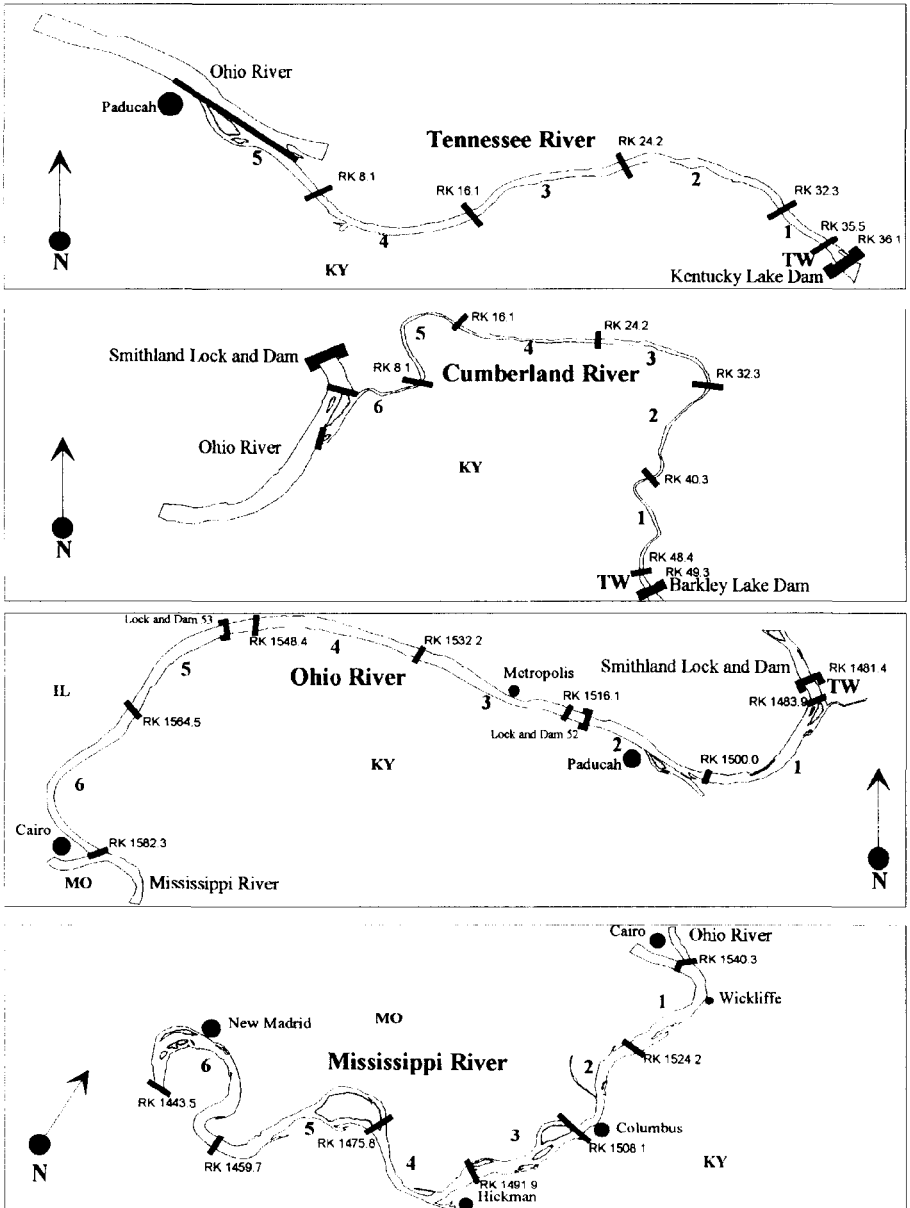 Ohio River
Paducah
5
RK 8.1
Tennessee River
RK 24.2
RK 16.1
3
2
RK 32.3
4
1
RK 35.5
RK 36.1
TW
N
KY
Kentucky Lake Dam
RK 16.1
5
RK 24.2
4
3
Smithland Lock and Dam
RK 8.1
Cumberland River
RK 32.3
6
2
Ohio River
KY
RK 40.3
1
N
RK 48.4
RK 49.3
TW
Barkley Lake Dam
Lock and Dam 53
RK 1548.4
4
RK 1532.2
5
Ohio River
IL
Metropolis
Smithland Lock and Dam
RK 1481.4
TW
RK 1483.9
3
RK 1516.1
RK 1564.5
Lock and Dam 52
KY
2
Paducah
RK 1500.0
1
6
Cairo
RK 1582.3
MO
Mississippi River
N
Cairo
Ohio River
RK 1540.3
1
Wickliffe
New Madrid
MO
6
Mississippi River
2
RK 1524.2
RK 1443.5
5
RK 1475.8
3
Columbus
RK 1508.1
RK 1459.7
4
KY
N
RK 1491.9
Hickman